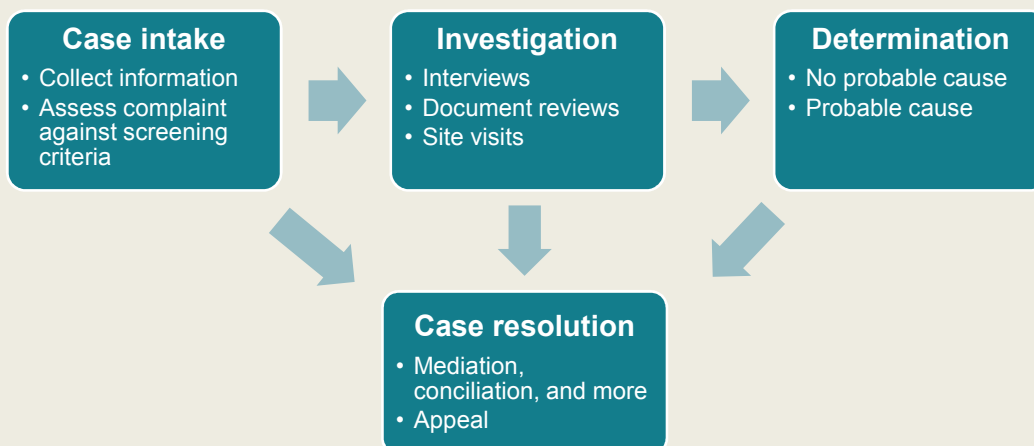 Case intake
• Collect information
• Assess complaint
against screening
criteria
Investigation
• Interviews
• Document reviews
• Site visits
Determination
• No probable cause
• Probable cause
Case resolution
• Mediation,
conciliation, and more
• Appeal